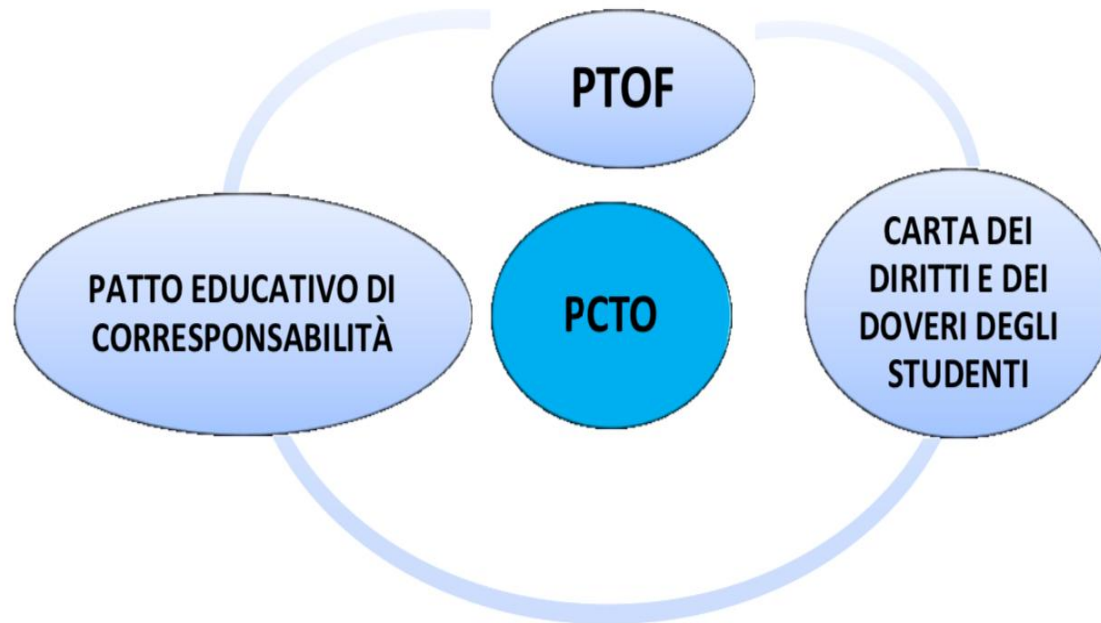 PTOF
PATTO EDUCATIVO DI
CORRESPONSABILITÀ
PCTO
CARTA DEI
DIRITTI E DEI
DOVERI DEGLI
STUDENTI